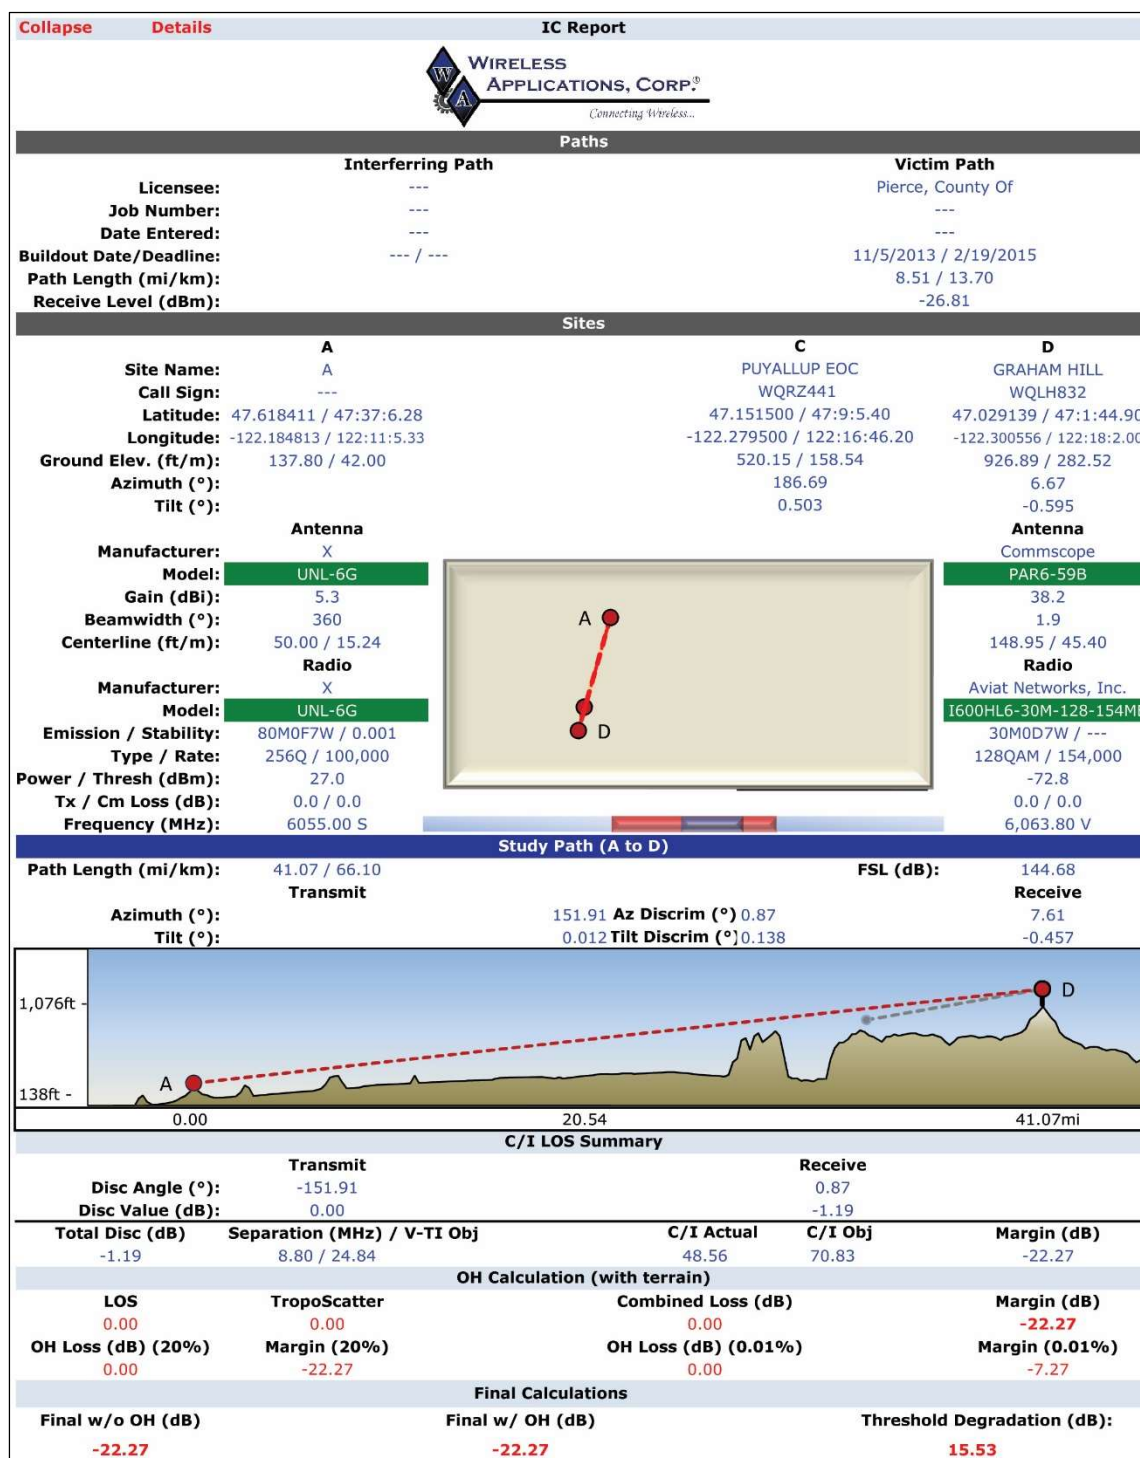 Collapse Details IC Report
WIRELESS
APPLICATIONS, CORP.®
W
A
Connecting Wireless...
Paths
Interferring Path Victim Path
Licensee: --- Pierce, County Of
Job Number: --- ---
Date Entered: --- ---
Buildout Date/Deadline: --- / --- 11/5/2013 / 2/19/2015
Path Length (mi/km): 8.51 / 13.70
Receive Level (dBm): -26.81
Sites
A C D
Site Name: A PUYALLUP EOC GRAHAM HILL
Call Sign: --- WQRZ441 WQLH832
Latitude: 47.618411 / 47:37:6.28 47.151500 / 47:9:5.40 47.029139 / 47:1:44.90
Longitude: -122.184813 / 122:11:5.33 -122.279500 / 122:16:46.20 -122.300556 / 122:18:2.00
Ground Elev. (ft/m): 137.80 / 42.00 520.15 / 158.54 926.89 / 282.52
Azimuth (°): 186.69 6.67
Tilt (°): 0.503 -0.595
Antenna Antenna
Manufacturer: X Commscope
Model: UNL-6G PAR6-59B
Gain (dBi): 5.3 38.2
Beamwidth (°): 360 1.9
Centerline (ft/m): 50.00 / 15.24 148.95 / 45.40
Radio Radio
Manufacturer: X Aviat Networks, Inc.
Model: UNL-6G I600HL6-30M-128-154M
Emission / Stability: 80M0F7W / 0.001 30M0D7W / ---
Type / Rate: 256Q / 100,000 128QAM / 154,000
Power / Thresh (dBm): 27.0 -72.8
Tx / Cm Loss (dB): 0.0 / 0.0 0.0 / 0.0
Frequency (MHz): 6055.00 S 6,063.80 V
A
D
Study Path (A to D)
Path Length (mi/km): 41.07 / 66.10 FSL (dB): 144.68
Transmit Receive
Azimuth (°): 151.91 Az Discrim (°) 0.87 7.61
Tilt (°): 0.012 Tilt Discrim (°) 0.138 -0.457
1,076ft -
D
A
138ft -
0.00 20.54 41.07mi
C/I LOS Summary
Transmit Receive
Disc Angle (°): -151.91 0.87
Disc Value (dB): 0.00 -1.19
Total Disc (dB) Separation (MHz) / V-TI Obj C/I Actual C/I Obj Margin (dB)
-1.19 8.80 / 24.84 48.56 70.83 -22.27
OH Calculation (with terrain)
LOS TropoScatter Combined Loss (dB) Margin (dB)
0.00 0.00 0.00 -22.27
OH Loss (dB) (20%) Margin (20%) OH Loss (dB) (0.01%) Margin (0.01%)
0.00 -22.27 0.00 -7.27
Final Calculations
Final w/o OH (dB) Final w/ OH (dB) Threshold Degradation (dB):
-22.27 -22.27 15.53